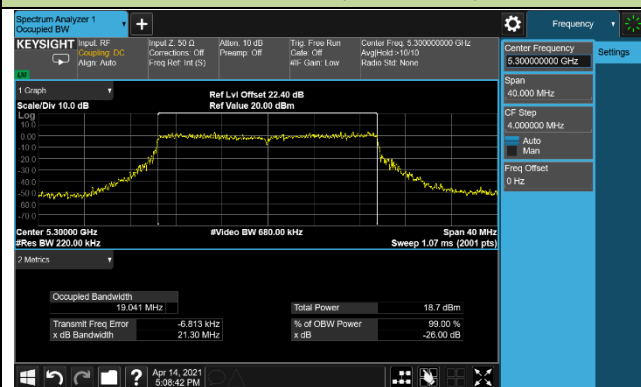 Spectrum Analyzer 1
Occupied BW
+
Frequency
KEYSIGHT
Input: RF
Coupling: DC
Align: Auto
Input Z: 50 Ω
Corrections: Off
Freq Ref: Int (S)
Atten: 10 dB
Preamp: Off
Trig: Free Run
Gate: Off
#IF Gain: Low
Center Freq: 5.300000000 GHz
Avg|Hold:>10/10
Radio Std: None
LXI
Center Frequency
5.300000000 GHz
Settings
Span
40.000 MHz
CF Step
4.000000 MHz
Auto
Man
Freq Offset
0 Hz
1 Graph
Scale/Div 10.0 dB
Ref Lvl Offset 22.40 dB
Ref Value 20.00 dBm
Log
10.0
0.00
-10.0
-20.0
-30.0
-40.0
-50.0
-60.0
-70.0
Center 5.30000 GHz
#Video BW 680.00 kHz
Span 40 MHz
#Res BW 220.00 kHz
Sweep 1.07 ms (2001 pts)
2 Metrics
Occupied Bandwidth
19.041 MHz
Total Power 18.7 dBm
Transmit Freq Error -6.813 kHz
% of OBW Power 99.00 %
x dB Bandwidth 21.30 MHz
x dB -26.00 dB
?
Apr 14, 2021
5:08:42 PM